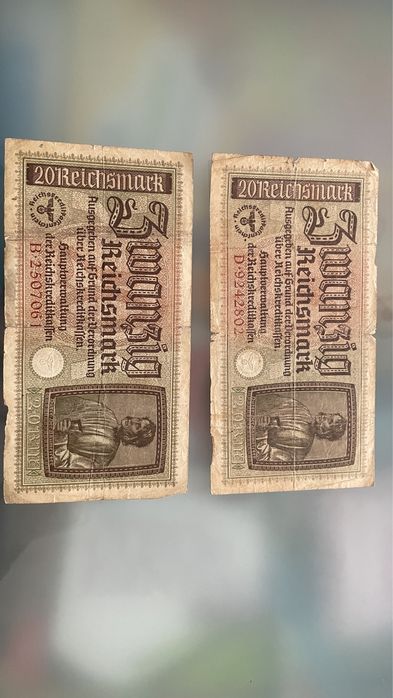 20 Reichsmark
Zwanzig
Reichsmark
Ausgegeben auf Grund der Verordnung
über Reichskreditkassen
Hauptverwaltung
der Reichskreditkassen
B·2507061
20 Reichsmark
Zwanzig
Reichsmark
Ausgegeben auf Grund der Verordnung
über Reichskreditkassen
Hauptverwaltung
der Reichskreditkassen